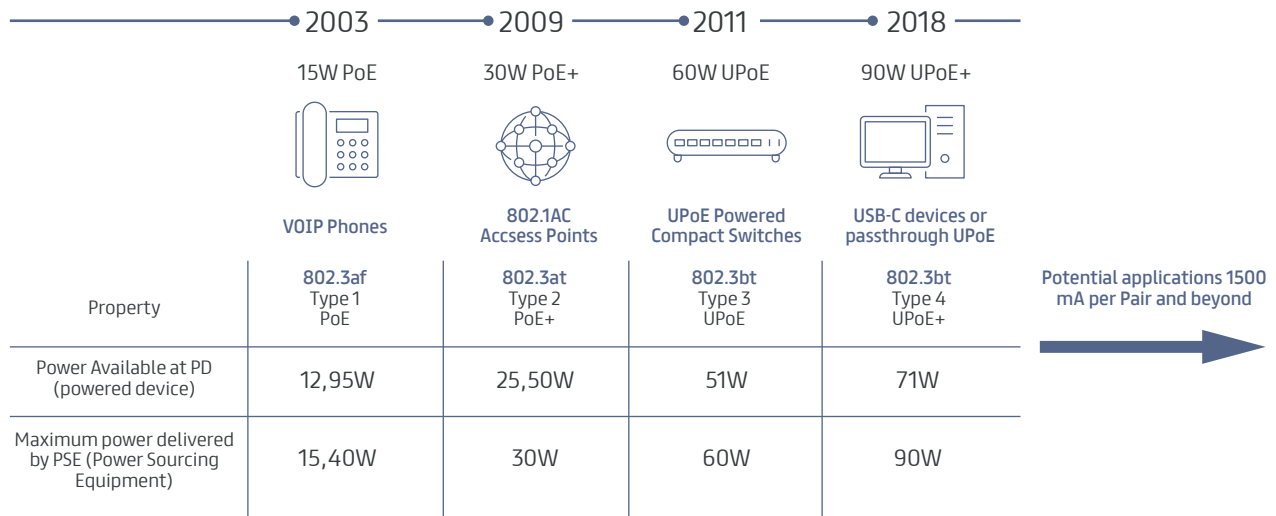 2003
2009
2011
2018
15W PoE
30W PoE+
60W UPoE
90W UPoE+
VOIP Phones
802.1AC
Accsess Points
UPoE Powered
Compact Switches
USB-C devices or
passthrough UPoE
Property
802.3af
Type 1
PoE
802.3at
Type 2
PoE+
802.3bt
Type 3
UPoE
802.3bt
Type 4
UPoE+
Potential applications 1500
mA per Pair and beyond
Power Available at PD
(powered device)
12,95W
25,50W
51W
71W
Maximum power delivered
by PSE (Power Sourcing
Equipment)
15,40W
30W
60W
90W